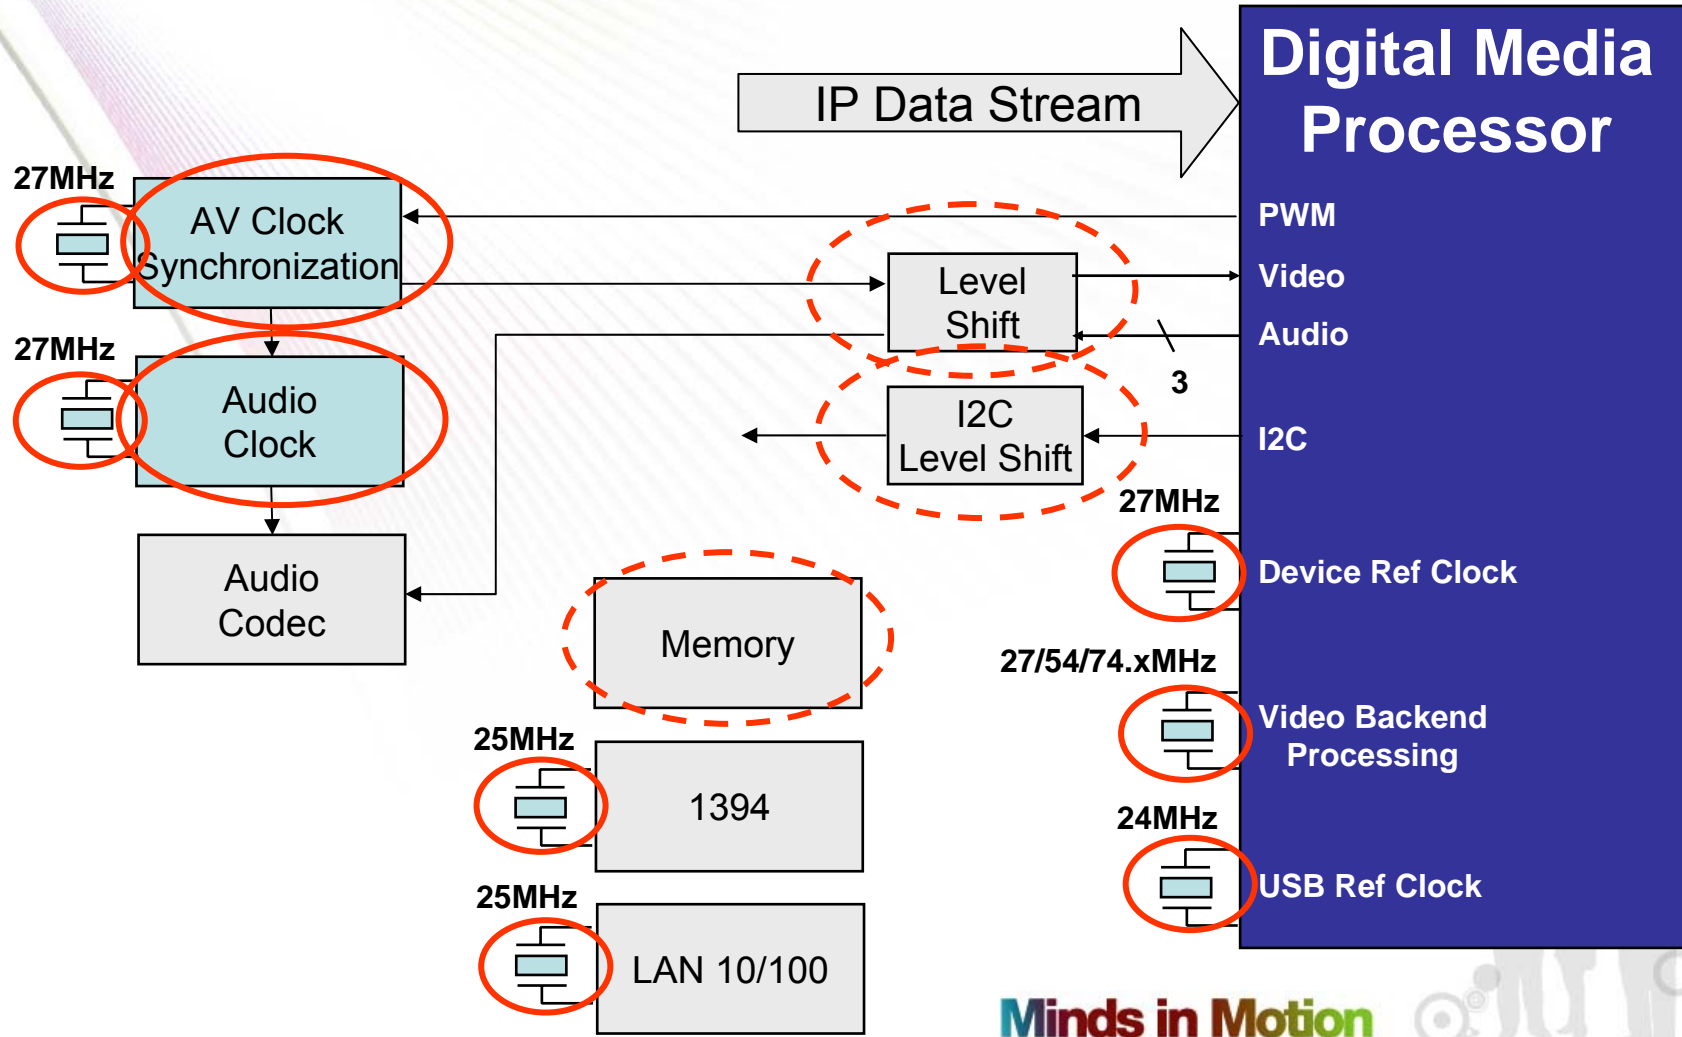 Digital Media
Processor
IP Data Stream
27MHz
AV Clock
Synchronization
PWM
Level
Shift
Video
Audio
3
27MHz
Audio
Clock
I2C
Level Shift
I2C
27MHz
Device Ref Clock
Audio
Codec
Memory
27/54/74.xMHz
Video Backend
Processing
25MHz
1394
24MHz
USB Ref Clock
25MHz
LAN 10/100
Minds in Motion